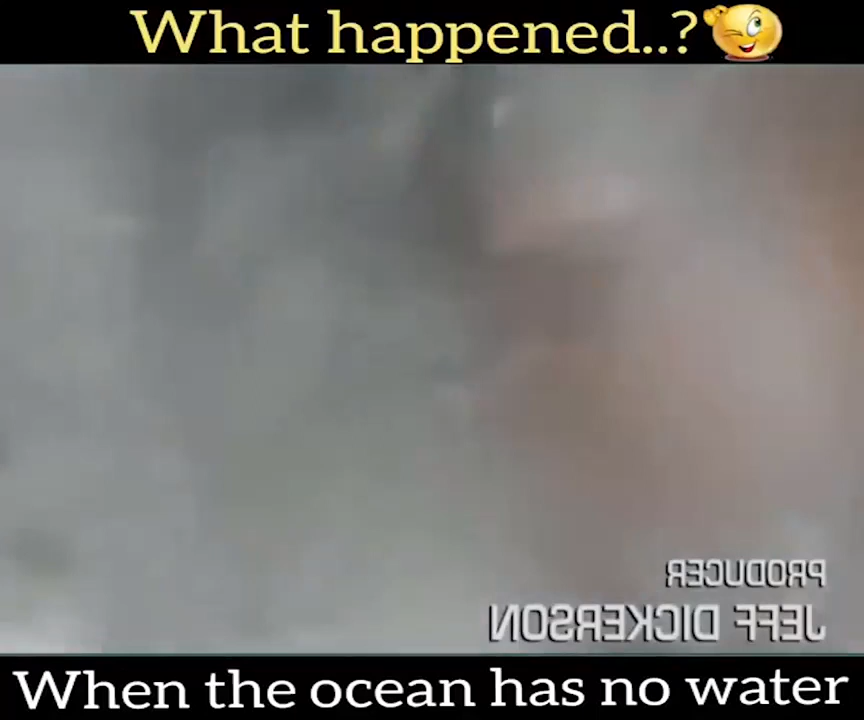 What happened..?
PRODUCER
JEFF DICKERSON
When the ocean has no water